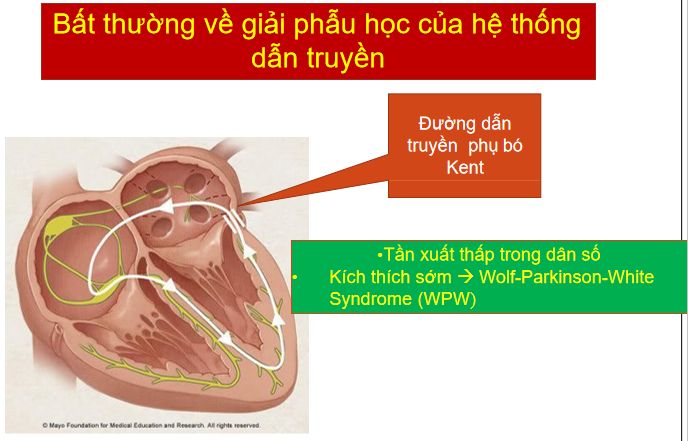 Bất thường về giải phẫu học của hệ thống
dẫn truyền
Đường dẫn
truyền phụ bó
Kent
•Tần xuất thấp trong dân số
• Kích thích sớm → Wolf-Parkinson-White
Syndrome (WPW)
© Mayo Foundation for Medical Education and Research. All rights reserved.